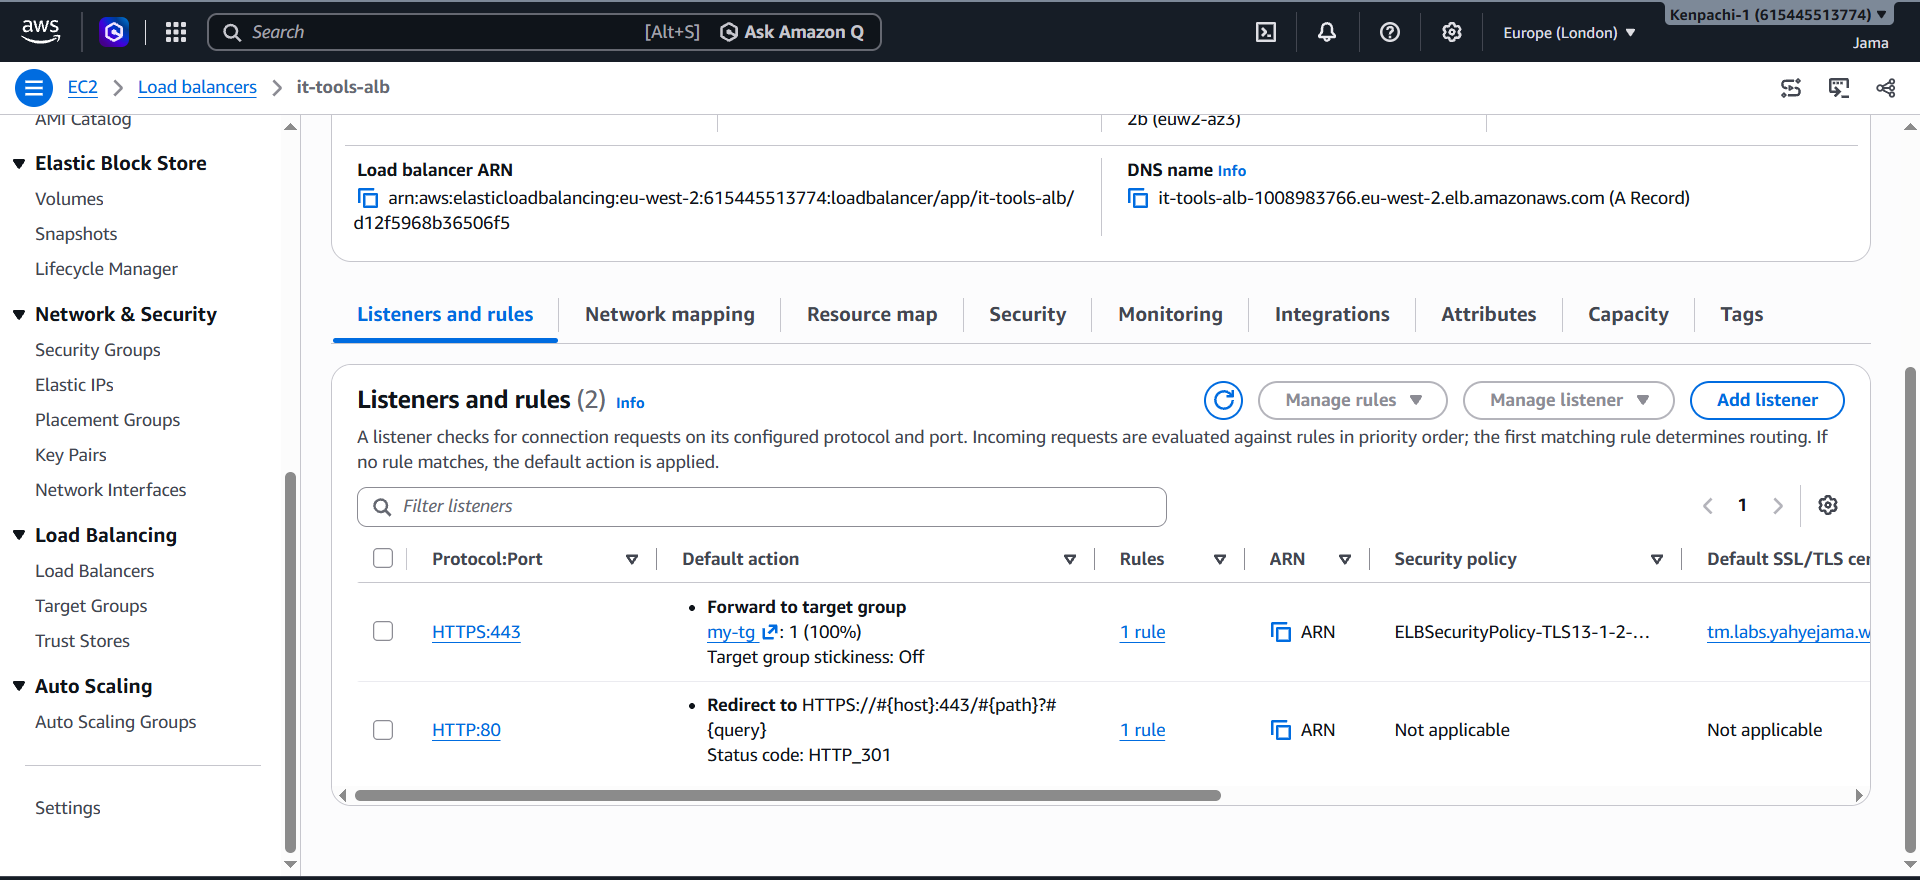 aws
Search
[Alt+S]
Ask Amazon Q
Europe (London)
Kenpachi-1 (615445513774)
Jama
EC2
Load balancers
it-tools-alb
AMI Catalog
Elastic Block Store
Volumes
Snapshots
Lifecycle Manager
Network & Security
Security Groups
Elastic IPs
Placement Groups
Key Pairs
Network Interfaces
Load Balancing
Load Balancers
Target Groups
Trust Stores
Auto Scaling
Auto Scaling Groups
Settings
2b (euw2-az3)
Load balancer ARN
arn:aws:elasticloadbalancing:eu-west-2:615445513774:loadbalancer/app/it-tools-alb/
d12f5968b36506f5
DNS name Info
it-tools-alb-1008983766.eu-west-2.elb.amazonaws.com (A Record)
Listeners and rules
Network mapping
Resource map
Security
Monitoring
Integrations
Attributes
Capacity
Tags
Listeners and rules (2) Info
Manage rules
Manage listener
Add listener
A listener checks for connection requests on its configured protocol and port. Incoming requests are evaluated against rules in priority order; the first matching rule determines routing. If
no rule matches, the default action is applied.
Filter listeners
1
Protocol:Port
Default action
Rules
ARN
Security policy
Default SSL/TLS cer
HTTPS:443
Forward to target group
my-tg : 1 (100%)
Target group stickiness: Off
1 rule
ARN
ELBSecurityPolicy-TLS13-1-2-...
tm.labs.yahyejama.w
HTTP:80
Redirect to HTTPS://#{host}:443/#{path}?#
{query}
Status code: HTTP_301
1 rule
ARN
Not applicable
Not applicable